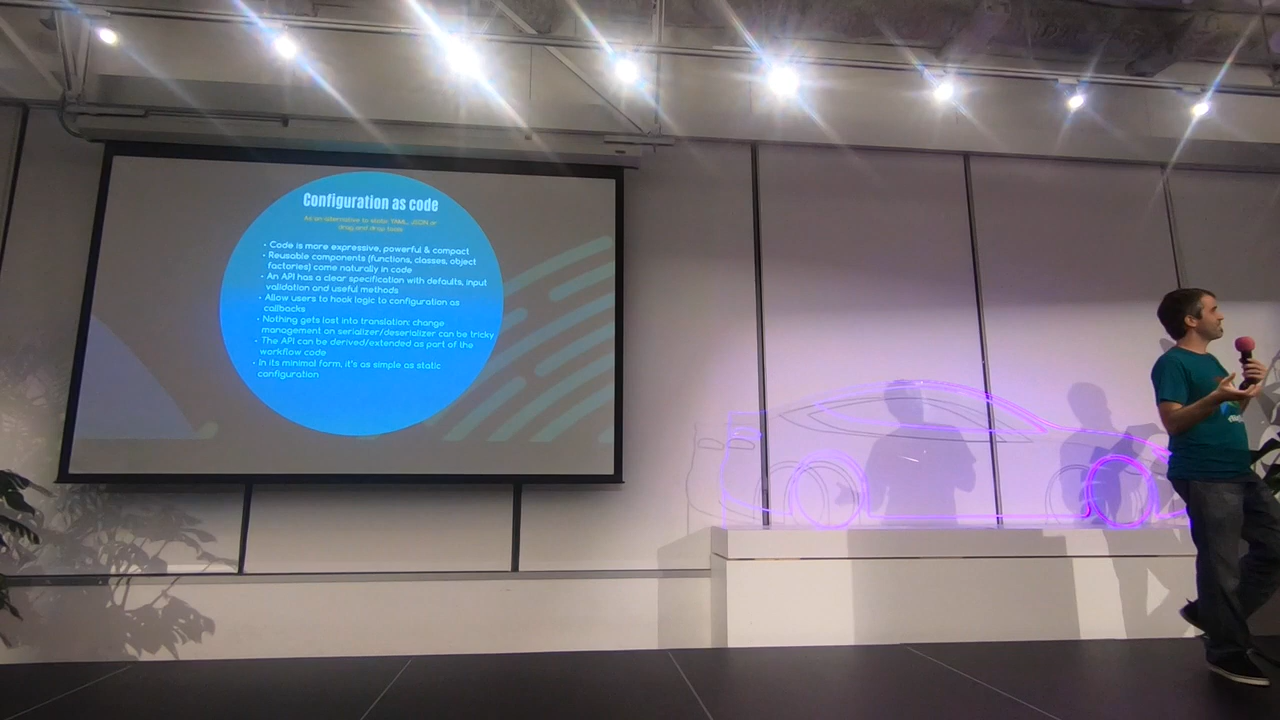 Configuration as code
As an alternative to static YAML, JSON or
drag and drop tools
• Code is more expressive, powerful & compact
• Reusable components (functions, classes, object
factories) come naturally in code
• An API has a clear specification with defaults, input
validation and useful methods
• Allow users to hook logic to configuration as
callbacks
• Nothing gets lost into translation: change
management on serializer/deserializer can be tricky
• The API can be derived/extended as part of the
workflow code
• In its minimal form, it's as simple as static
configuration